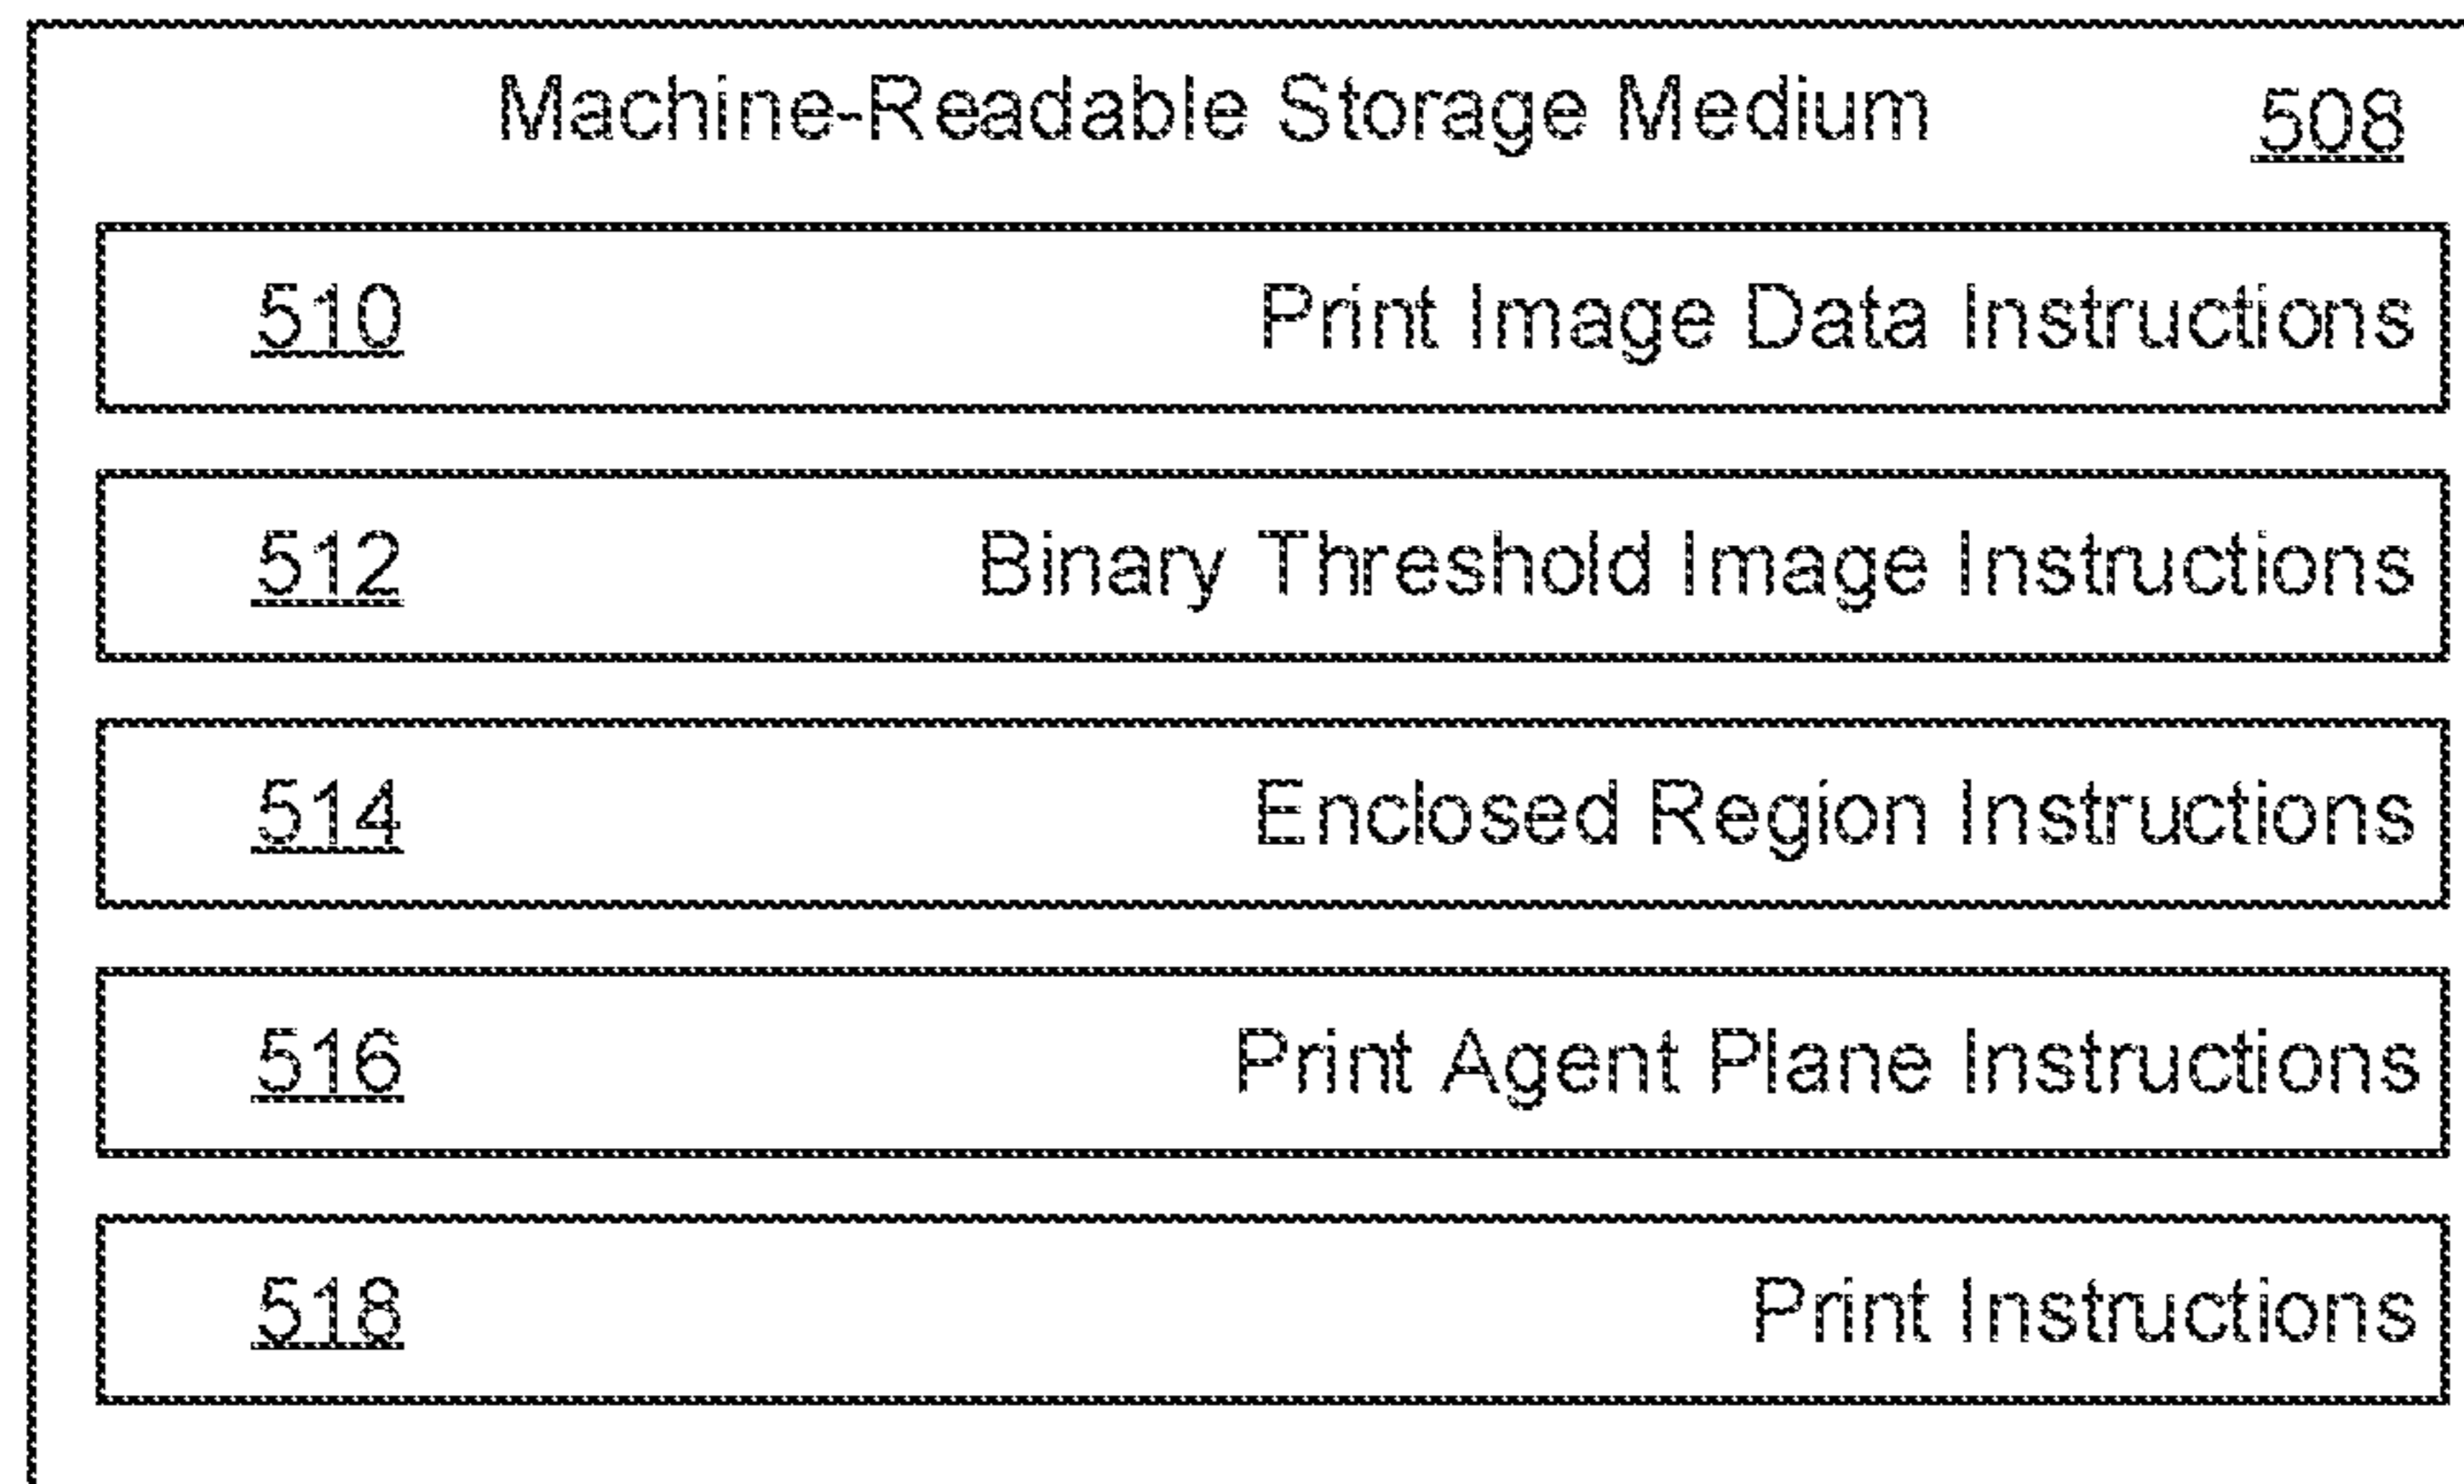 Machine-Readable Storage Medium 508
510 Print Image Data Instructions
512 Binary Threshold Image Instructions
514 Enclosed Region Instructions
516 Print Agent Plane Instructions
518 Print Instructions